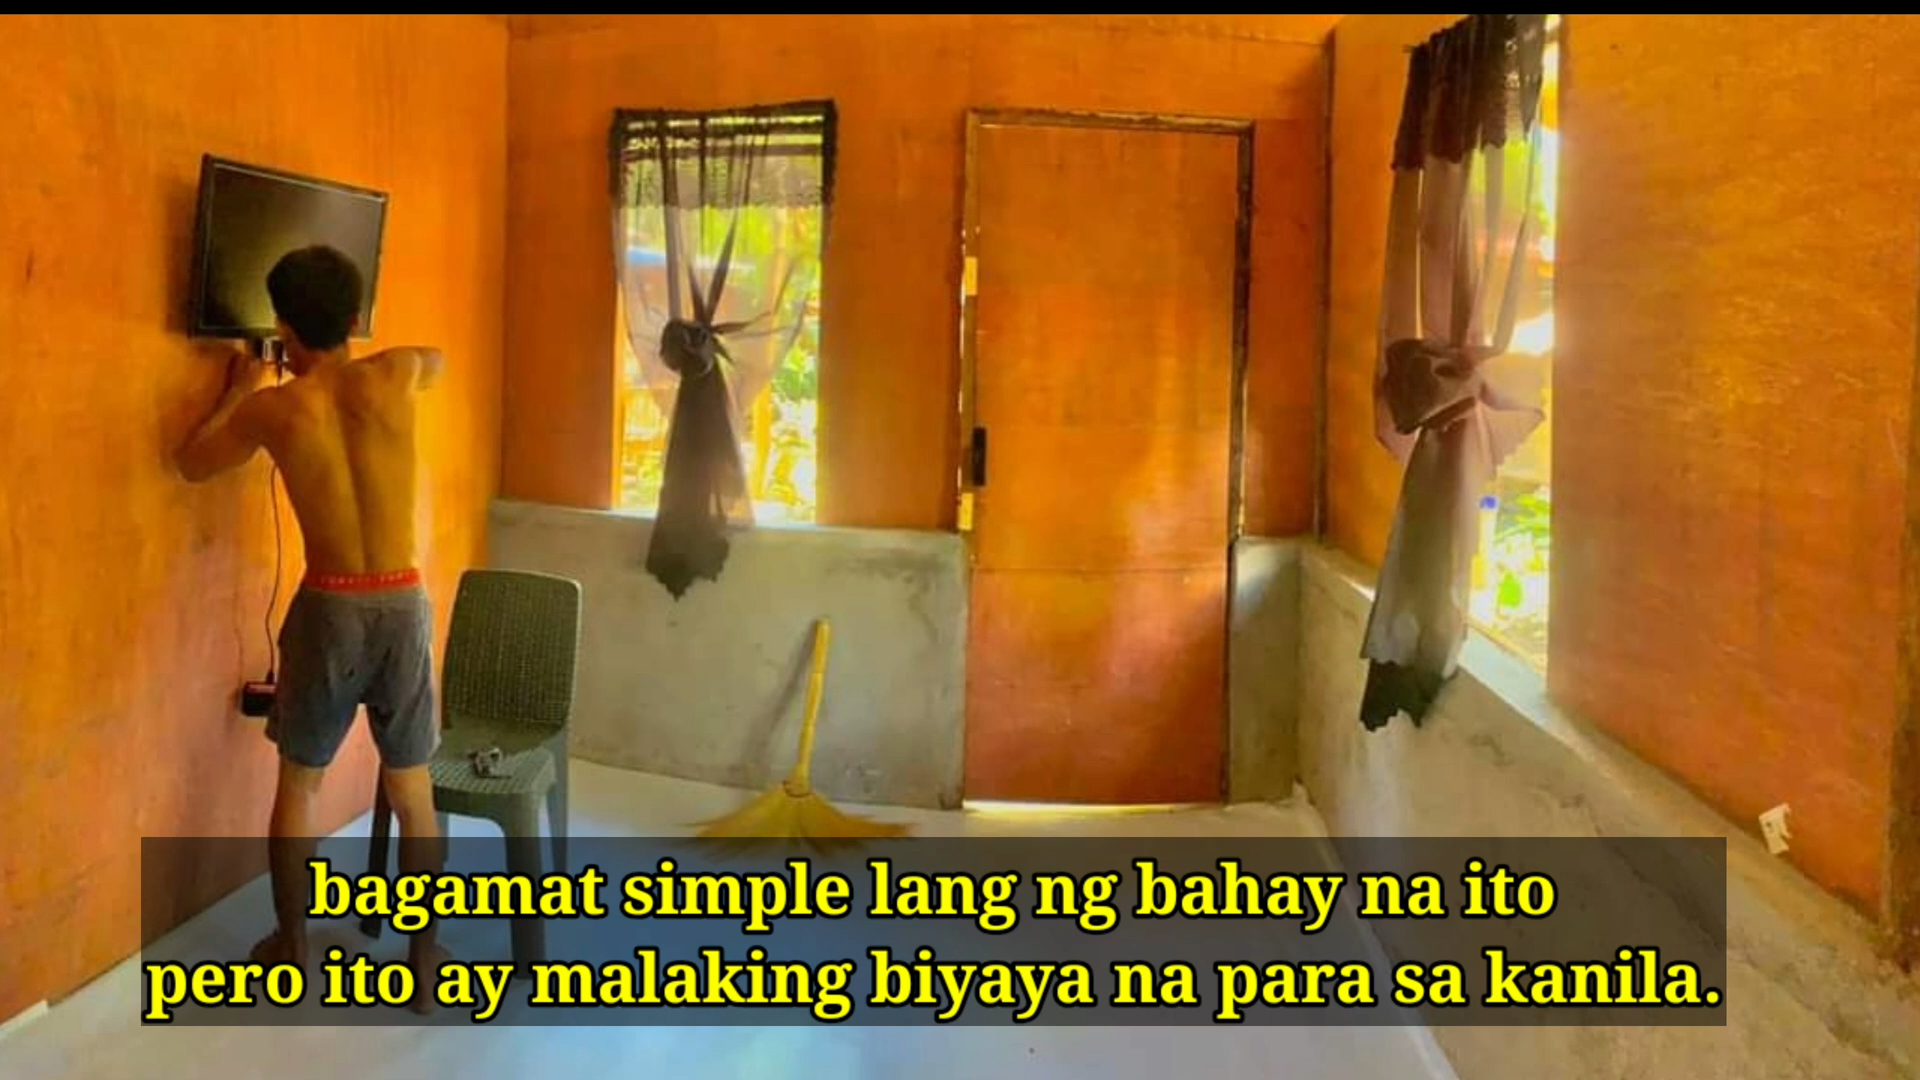 bagamat simple lang ng bahay na ito
pero ito ay malaking biyaya na para sa kanila.